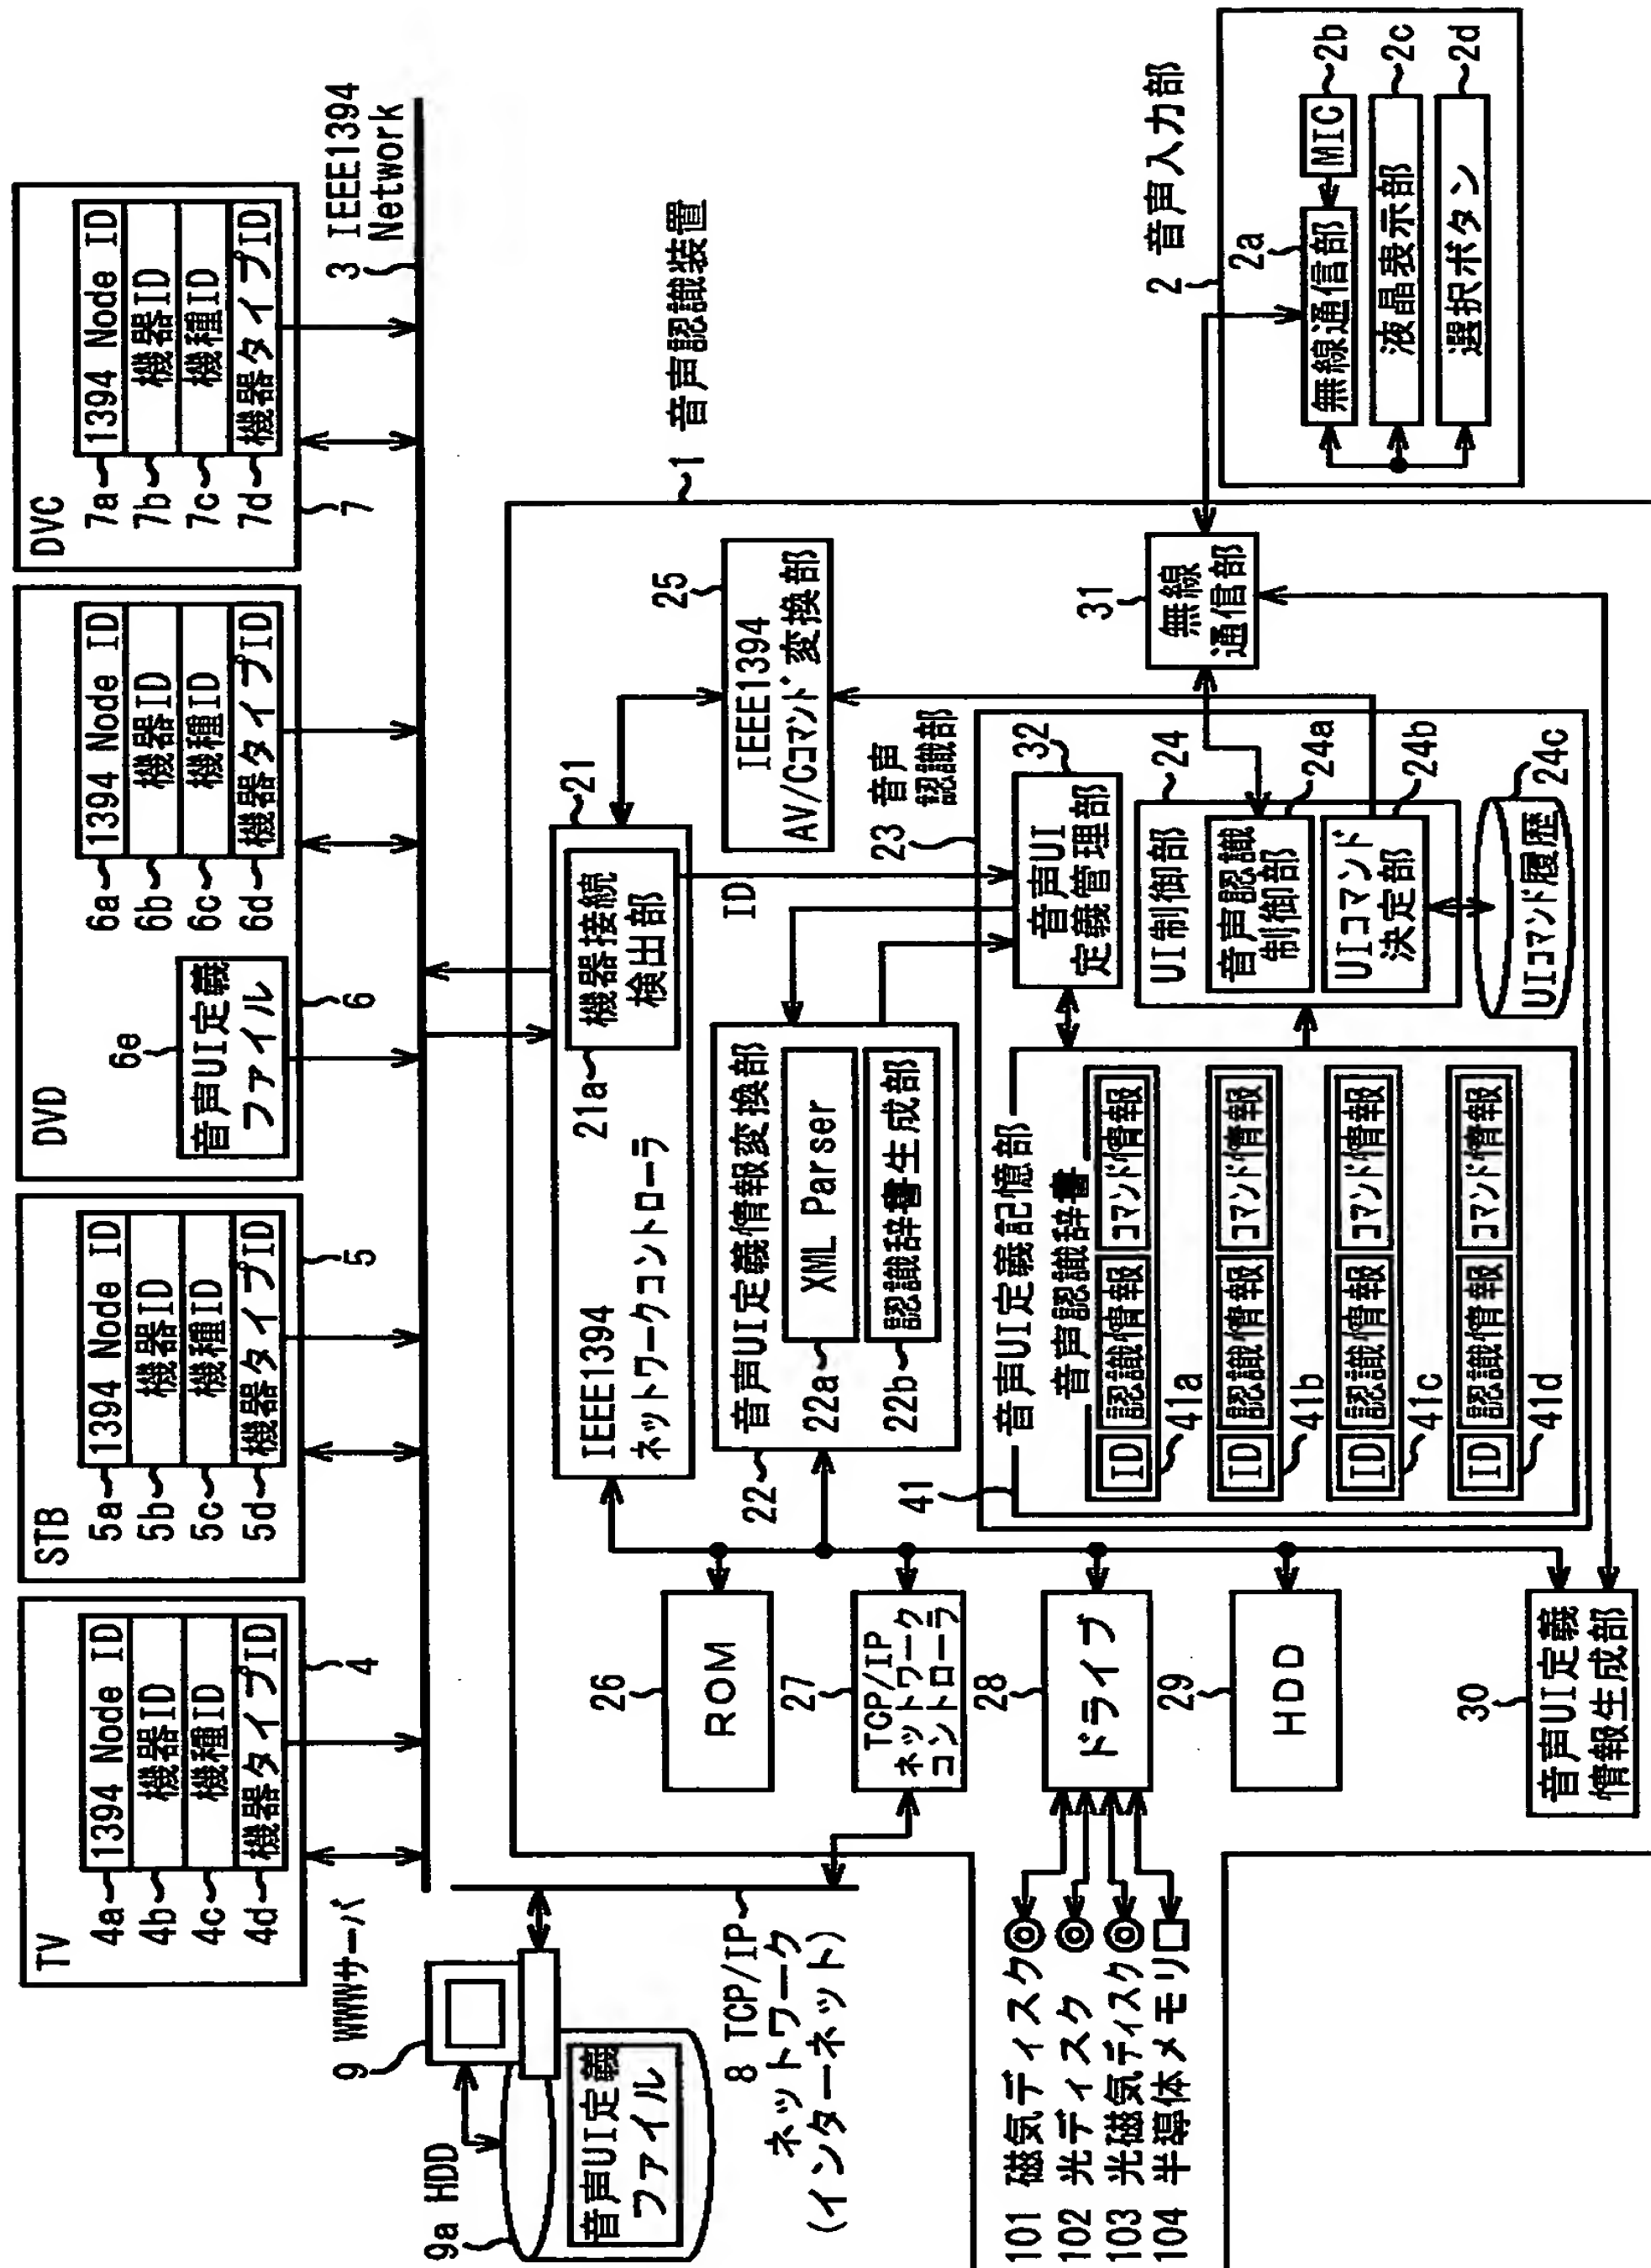 TV
4a
1394 Node ID
4b
機器ID
4c
機種ID
4d
機器タイプID
4
STB
5a
1394 Node ID
5b
機器ID
5c
機種ID
5d
機器タイプID
5
DVD
6e
音声UI定義
ファイル
6
6a
1394 Node ID
6b
機器ID
6c
機種ID
6d
機器タイプID
DVC
7a
1394 Node ID
7b
機器ID
7c
機種ID
7d
機器タイプID
7
3 IEEE1394
Network
9 WWWサーバ
9a HDD
音声UI定義
ファイル
8 TCP/IP
ネットワーク
(インターネット)
1 音声認識装置
IEEE1394
ネットワークコントローラ
21
21a
機器接続
検出部
ID
25
IEEE1394
AV/Cコマンド変換部
22
音声UI定義情報変換部
22a
XML Parser
22b
認識辞書生成部
23 音声
認識部
32
音声UI
定義管理部
41
音声UI定義記憶部
音声認識辞書
ID
認識情報
コマンド情報
41a
ID
認識情報
コマンド情報
41b
ID
認識情報
コマンド情報
41c
ID
認識情報
コマンド情報
41d
24
UI制御部
24a
音声認識
制御部
24b
UIコマンド
決定部
24c
UIコマンド履歴
31
無線
通信部
2 音声入力部
2a
無線通信部
MIC
2b
液晶表示部
2c
選択ボタン
2d
26
ROM
27
TCP/IP
ネットワーク
コントローラ
28
ドライブ
29
HDD
30
音声UI定義
情報生成部
101 磁気ディスク
102 光ディスク
103 光磁気ディスク
104 半導体メモリ